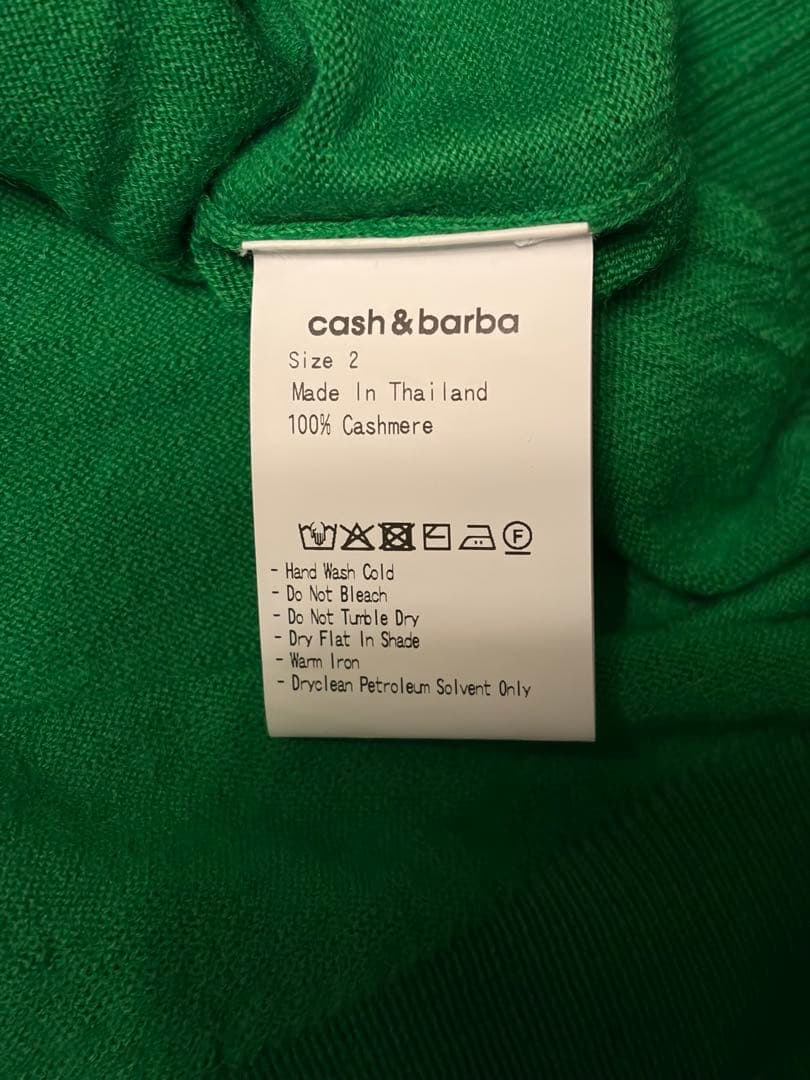 cash&barba
Size 2
Made In Thailand
100% Cashmere
F
- Hand Wash Cold
- Do Not Bleach
- Do Not Tumble Dry
- Dry Flat In Shade
- Warm Iron
- Dryclean Petroleum Solvent Only